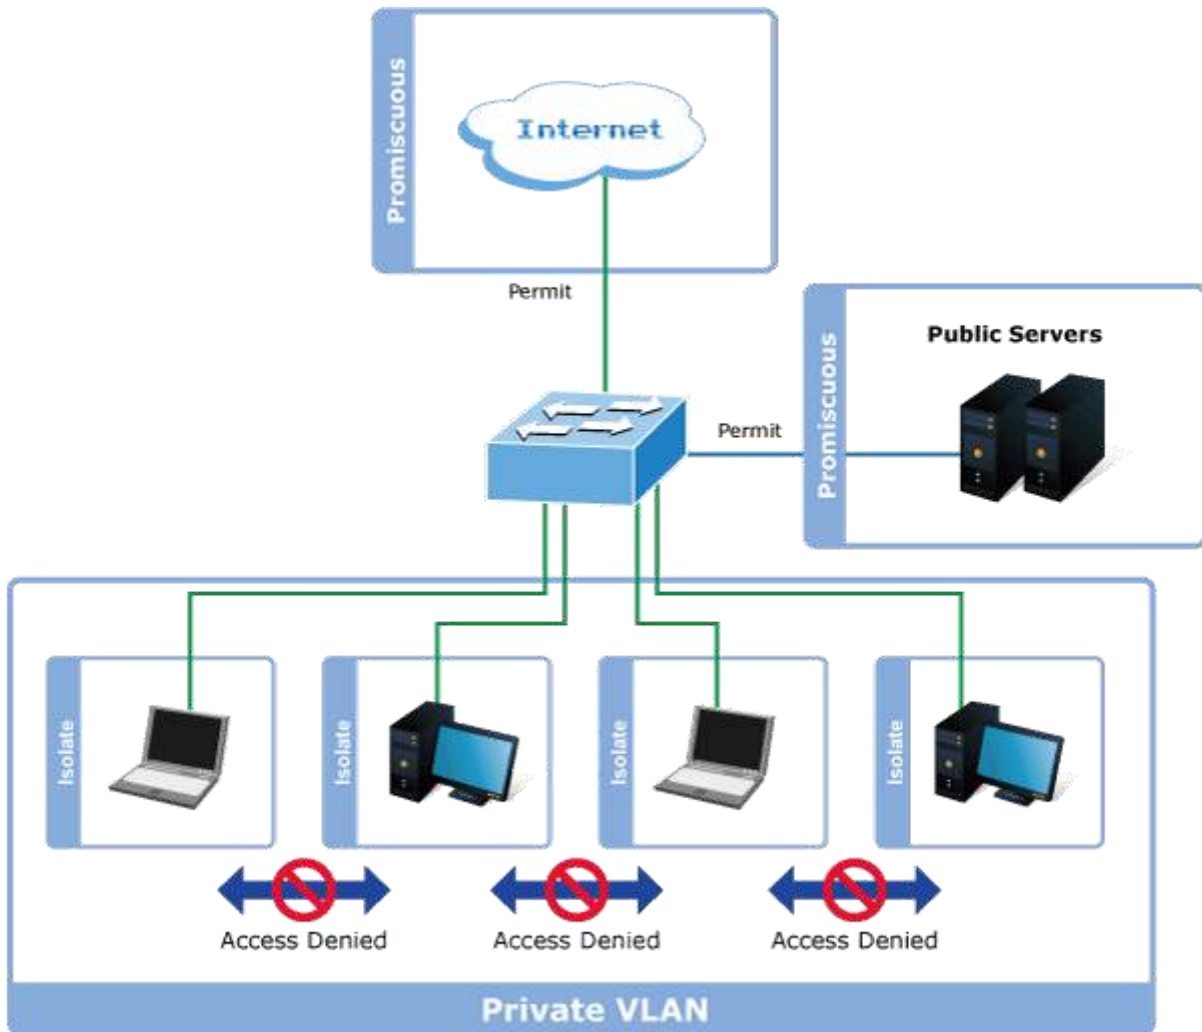 Promiscuous
Internet
Permit
Promiscuous
Public Servers
Permit
Isolate
Isolate
Isolate
Isolate
Access Denied
Access Denied
Access Denied
Private VLAN